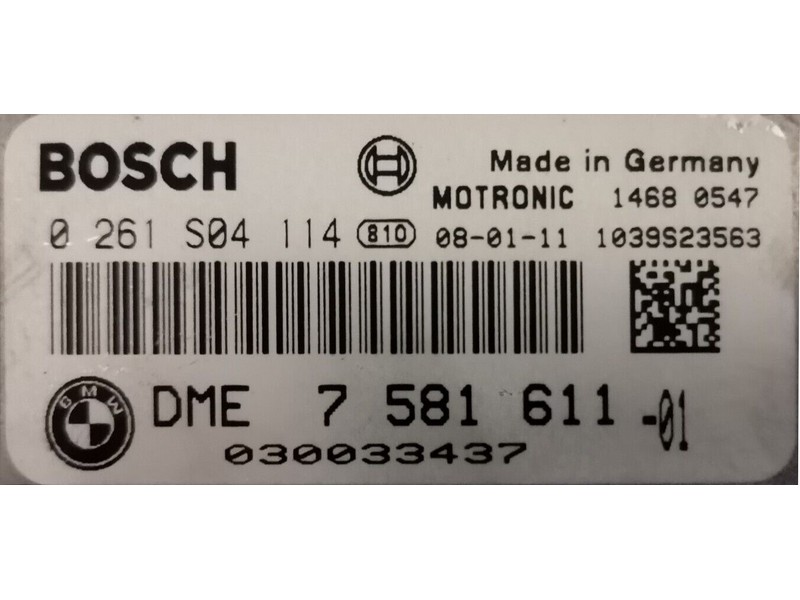 BOSCH
Made in Germany
MOTRONIC 1468 0547
0 261 S04 114 810 08-01-11 1039S23563
BMW DME 7 581 611 -01
030033437